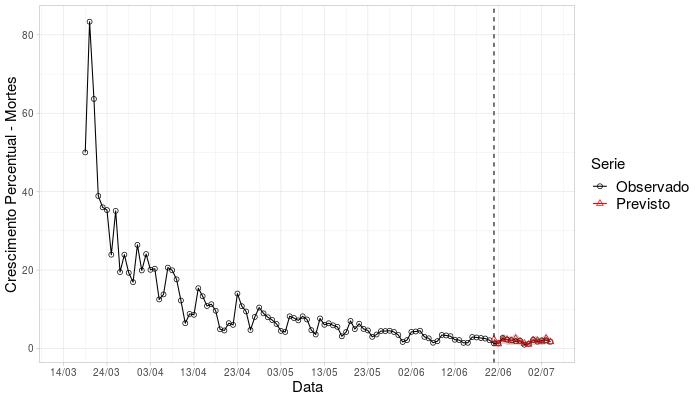 Crescimento Percentual - Mortes
80
60
40
20
0
14/03 24/03 03/04 13/04 23/04 03/05 13/05 23/05 02/06 12/06 22/06 02/07
Data
Serie
Observado
Previsto